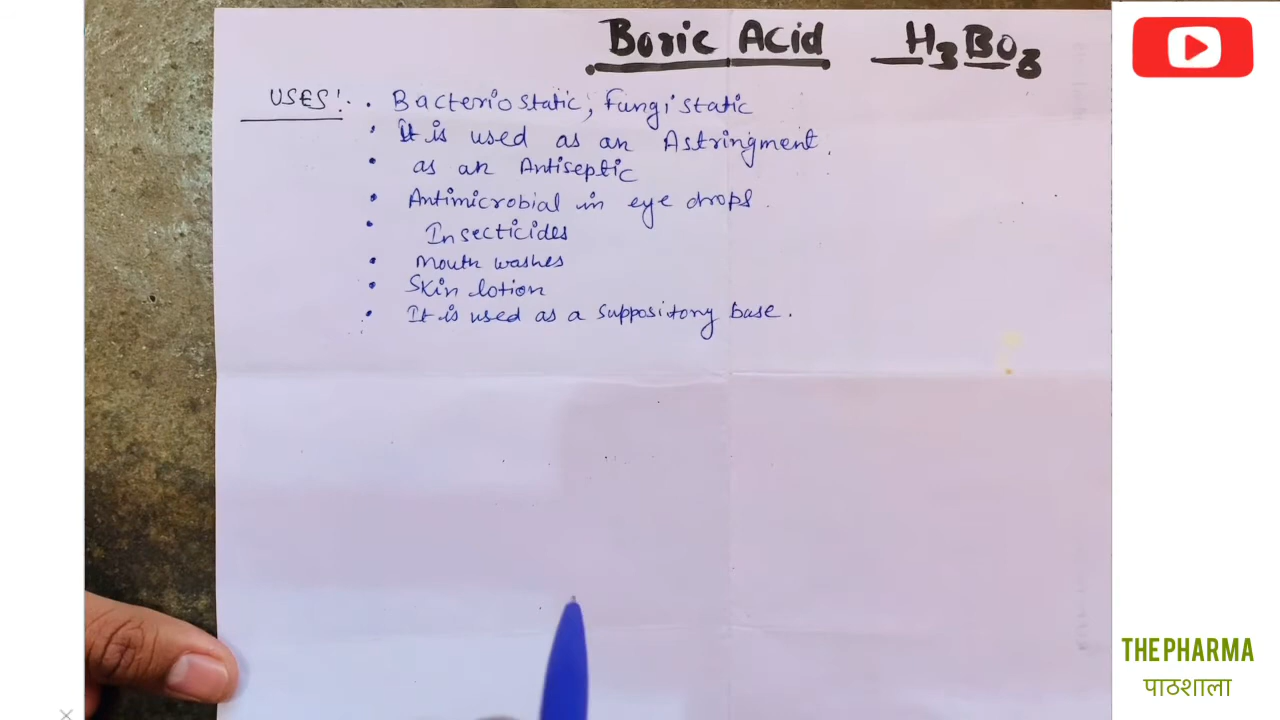 Boric Acid H3BO3
USES:. . Bacteriostatic, Fungistatic
. It is used as an Astringment.
. as an Antiseptic
. Antimicrobial in eye drops.
. Insecticides
. Mouth washes
. Skin lotion
. It is used as a suppository base.
THE PHARMA
पाठशाला